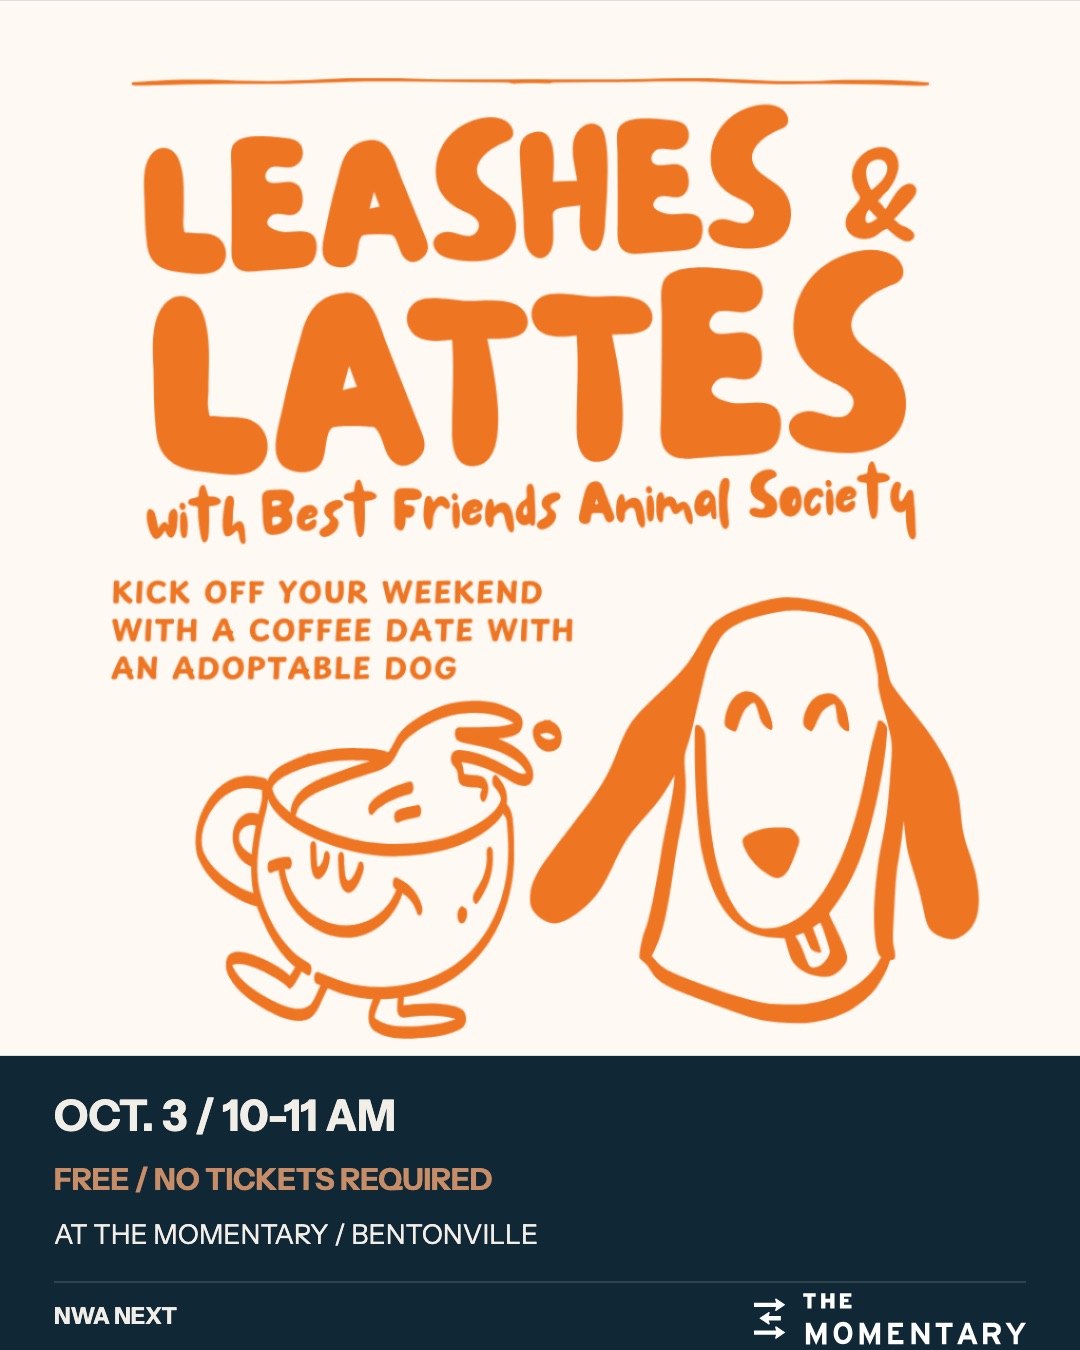 LEASHES &
LATTES
with Best Friends Animal Society
KICK OFF YOUR WEEKEND
WITH A COFFEE DATE WITH
AN ADOPTABLE DOG
OCT. 3 / 10-11 AM
FREE / NO TICKETS REQUIRED
AT THE MOMENTARY / BENTONVILLE
NWA NEXT
THE
MOMENTARY